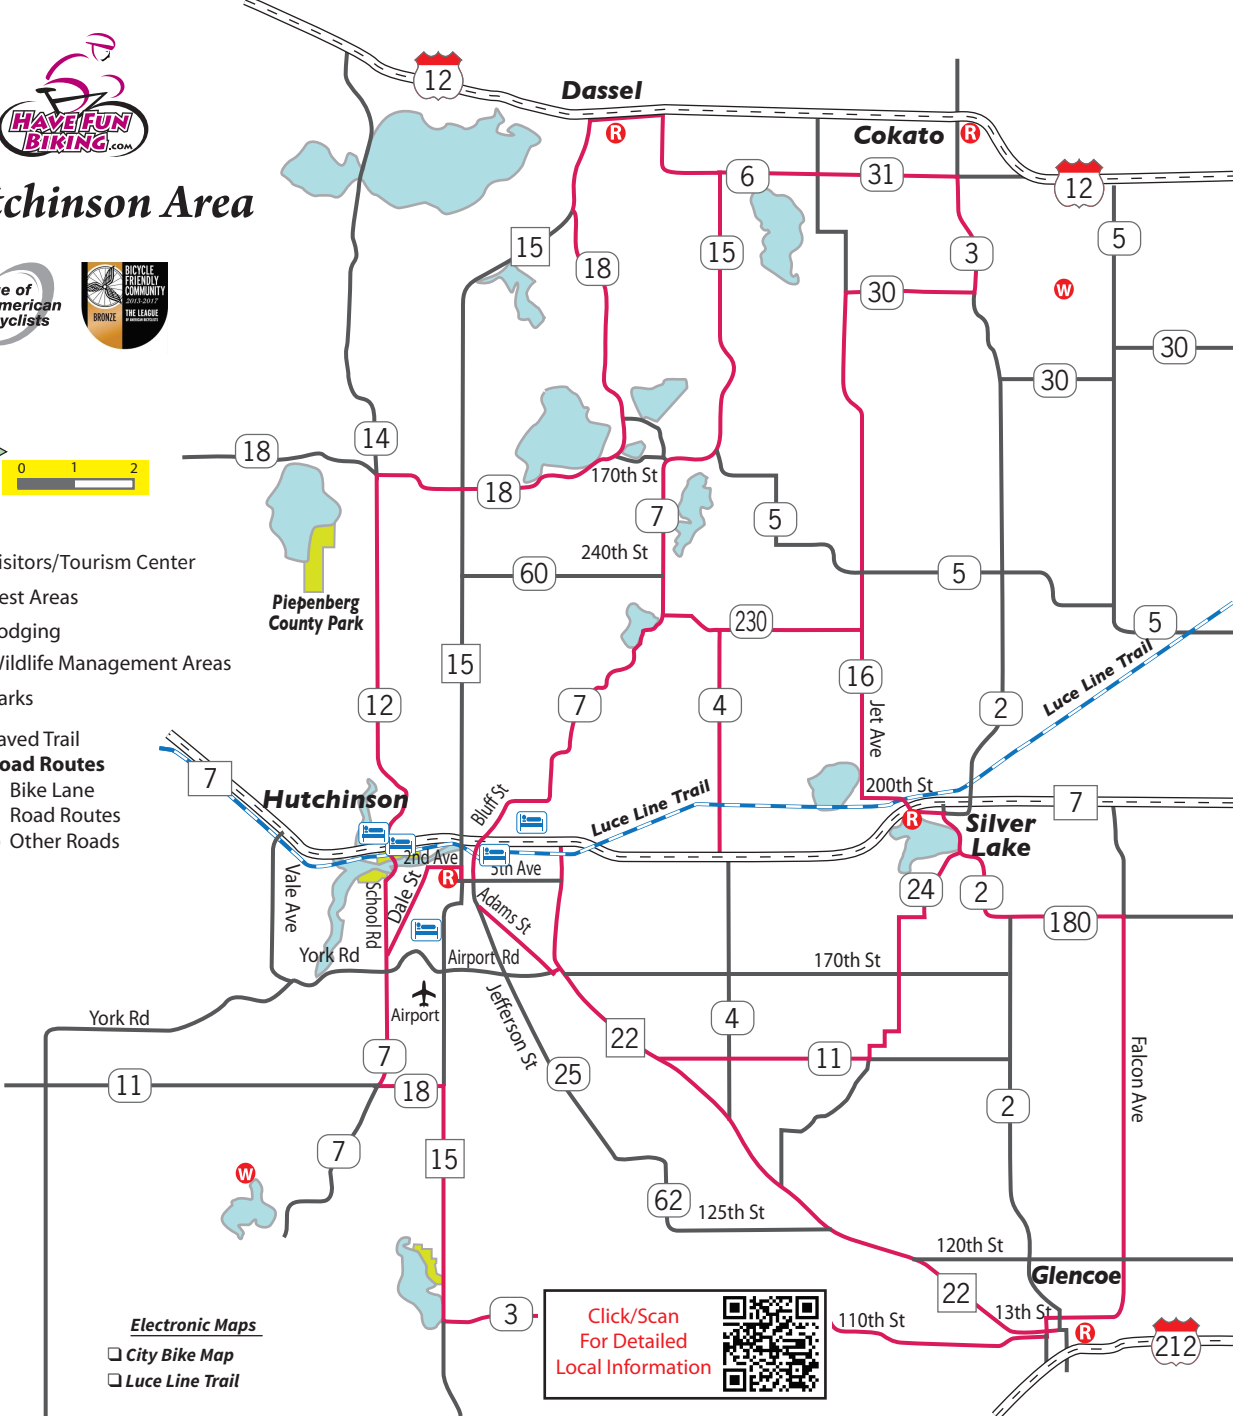 12
Dassel
R
Cokato
R
HAVE FUN
BIKING.COM
6
31
12
tchinson Area
15
18
15
3
5
ge of
merican
yclists
BICYCLE
FRIENDLY
COMMUNITY
2013-2017
BRONZE
THE LEAGUE
OF AMERICAN BICYCLISTS
30
W
30
30
14
18
0 1 2
18
170th St
7
5
240th St
60
5
isitors/Tourism Center
est Areas
odging
Wildlife Management Areas
arks
aved Trail
oad Routes
Bike Lane
Road Routes
Other Roads
Piepenberg
County Park
230
5
15
16
Luce Line Trail
12
7
4
2
Jet Ave
7
Hutchinson
Bluff St
Luce Line Trail
200th St
7
R
Silver
Lake
2nd Ave
5th Ave
R
Vale Ave
School Rd
Dale St
Adams St
24
2
180
York Rd
Airport Rd
170th St
York Rd
Airport
Jefferson St
4
22
7
11
Falcon Ave
11
18
25
2
7
15
W
62
125th St
120th St
Glencoe
22
3
13th St
110th St
R
212
Click/Scan
For Detailed
Local Information
Electronic Maps
City Bike Map
Luce Line Trail